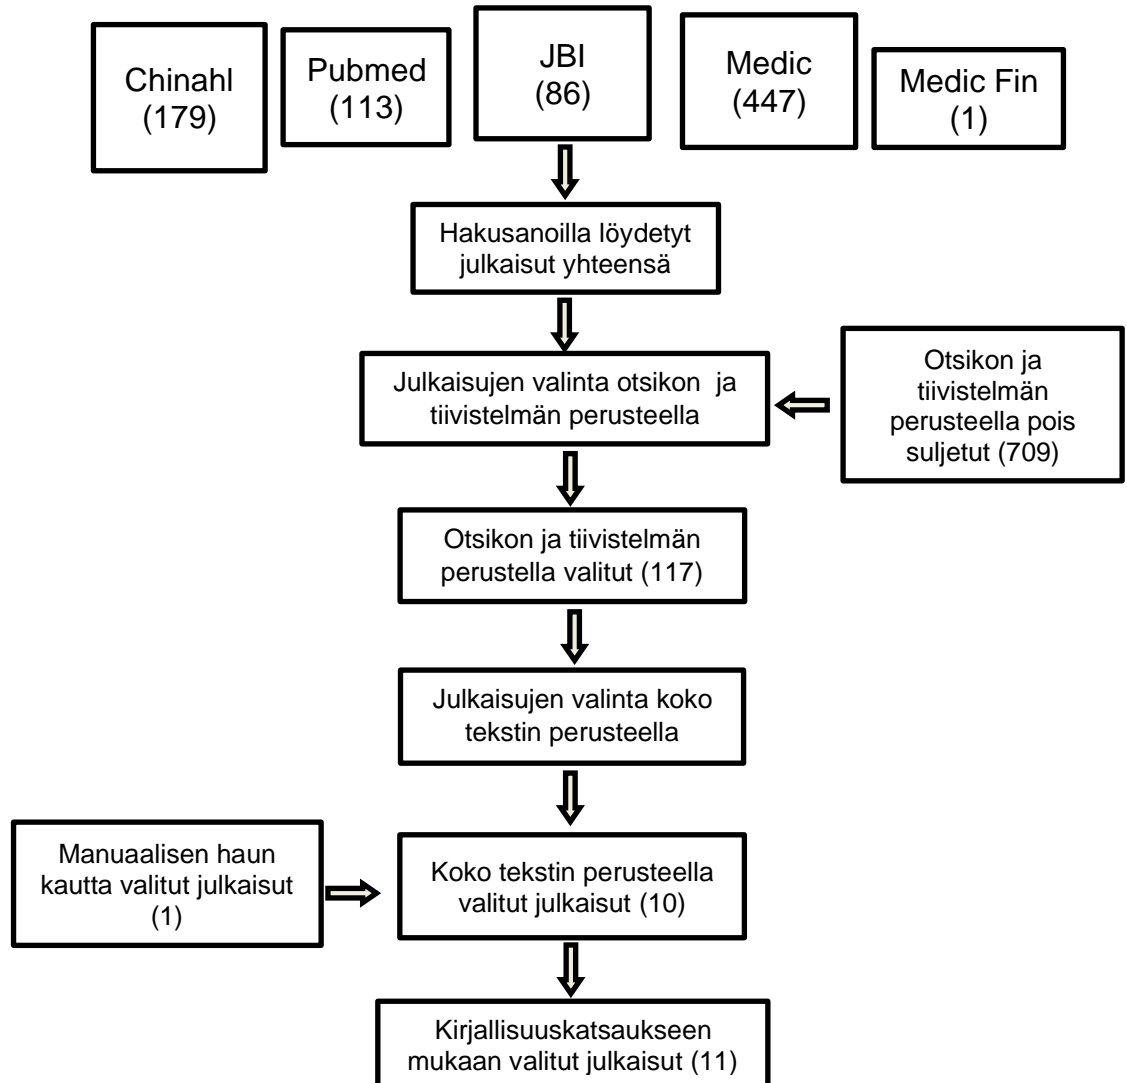 Chinahl
(179)
Pubmed
(113)
JBI
(86)
Medic
(447)
Medic Fin
(1)
Hakusanoilla löydetyt
julkaisut yhteensä
Julkaisujen valinta otsikon ja
tiivistelmän perusteella
Otsikon ja
tiivistelmän
perusteella pois
suljetut (709)
Otsikon ja tiivistelmän
perustella valitut (117)
Julkaisujen valinta koko
tekstin perusteella
Manuaalisen haun
kautta valitut julkaisut
(1)
Koko tekstin perusteella
valitut julkaisut (10)
Kirjallisuuskatsaukseen
mukaan valitut julkaisut (11)